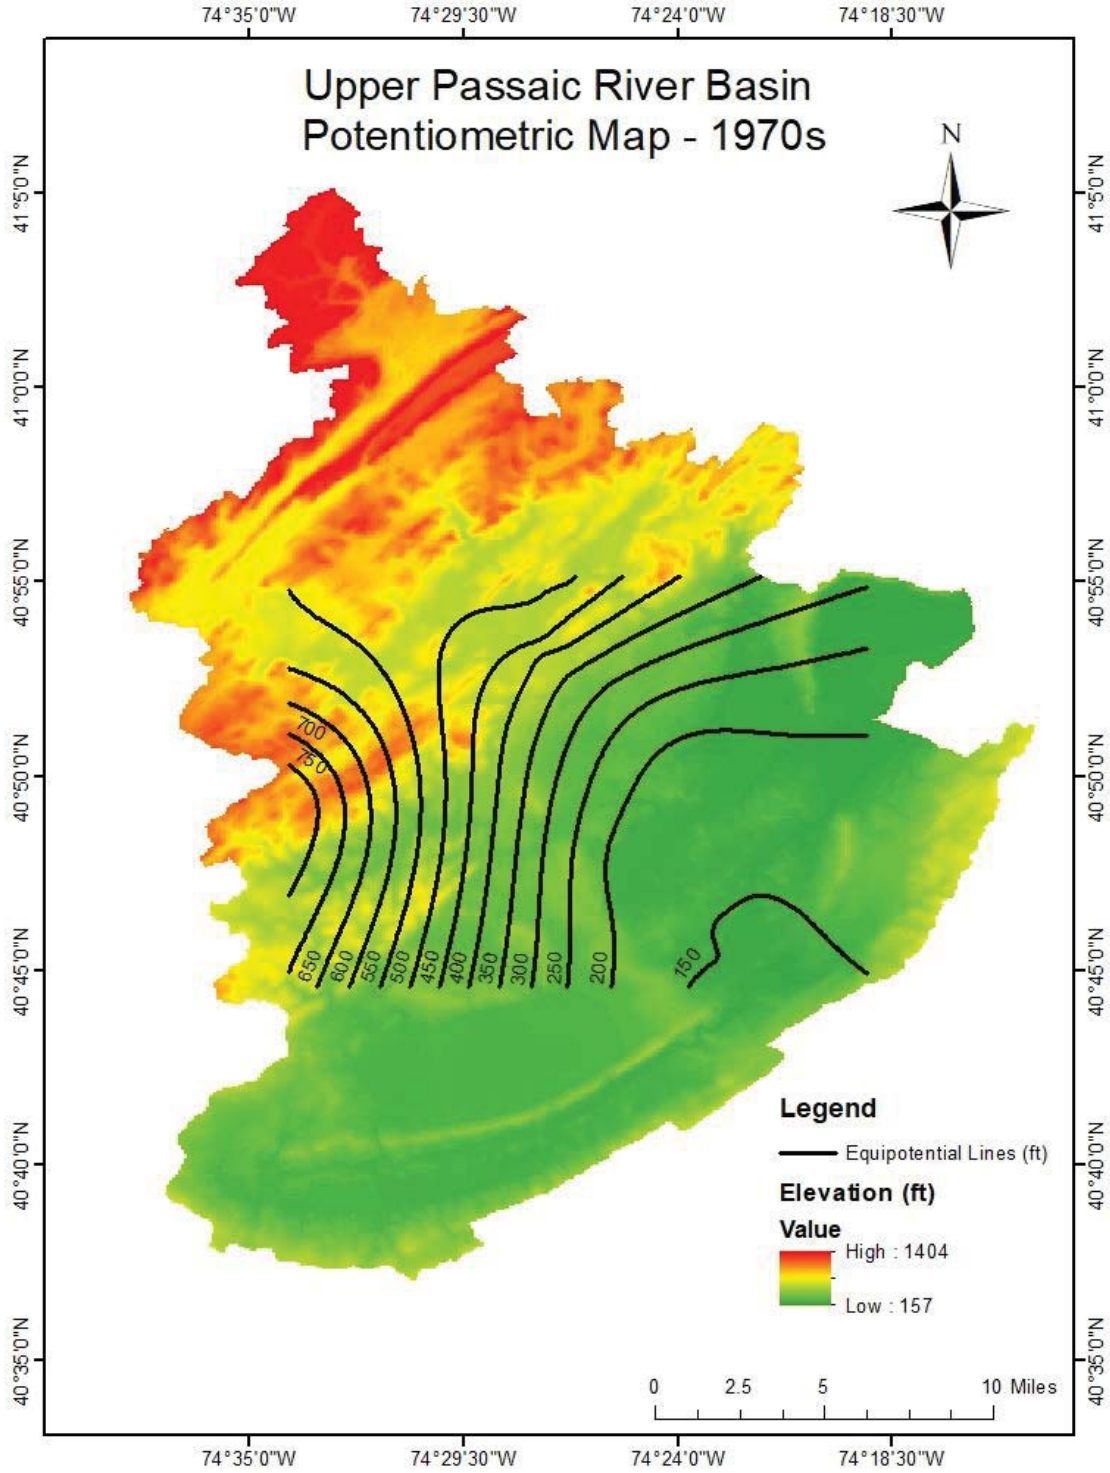 74°35'0"W 74°29'30"W 74°24'0"W 74°18'30"W
Upper Passaic River Basin
Potentiometric Map - 1970s
N
41°5'0"N 41°5'0"N
41°0'0"N 41°0'0"N
40°55'0"N 40°55'0"N
700
750
40°50'0"N 40°50'0"N
650 600 550 500 450 400 350 300 250 200 150
40°45'0"N 40°45'0"N
Legend
Equipotential Lines (ft)
40°40'0"N 40°40'0"N
Elevation (ft)
Value
High : 1404
Low : 157
40°35'0"N 40°35'0"N
0 2.5 5 10 Miles
74°35'0"W 74°29'30"W 74°24'0"W 74°18'30"W